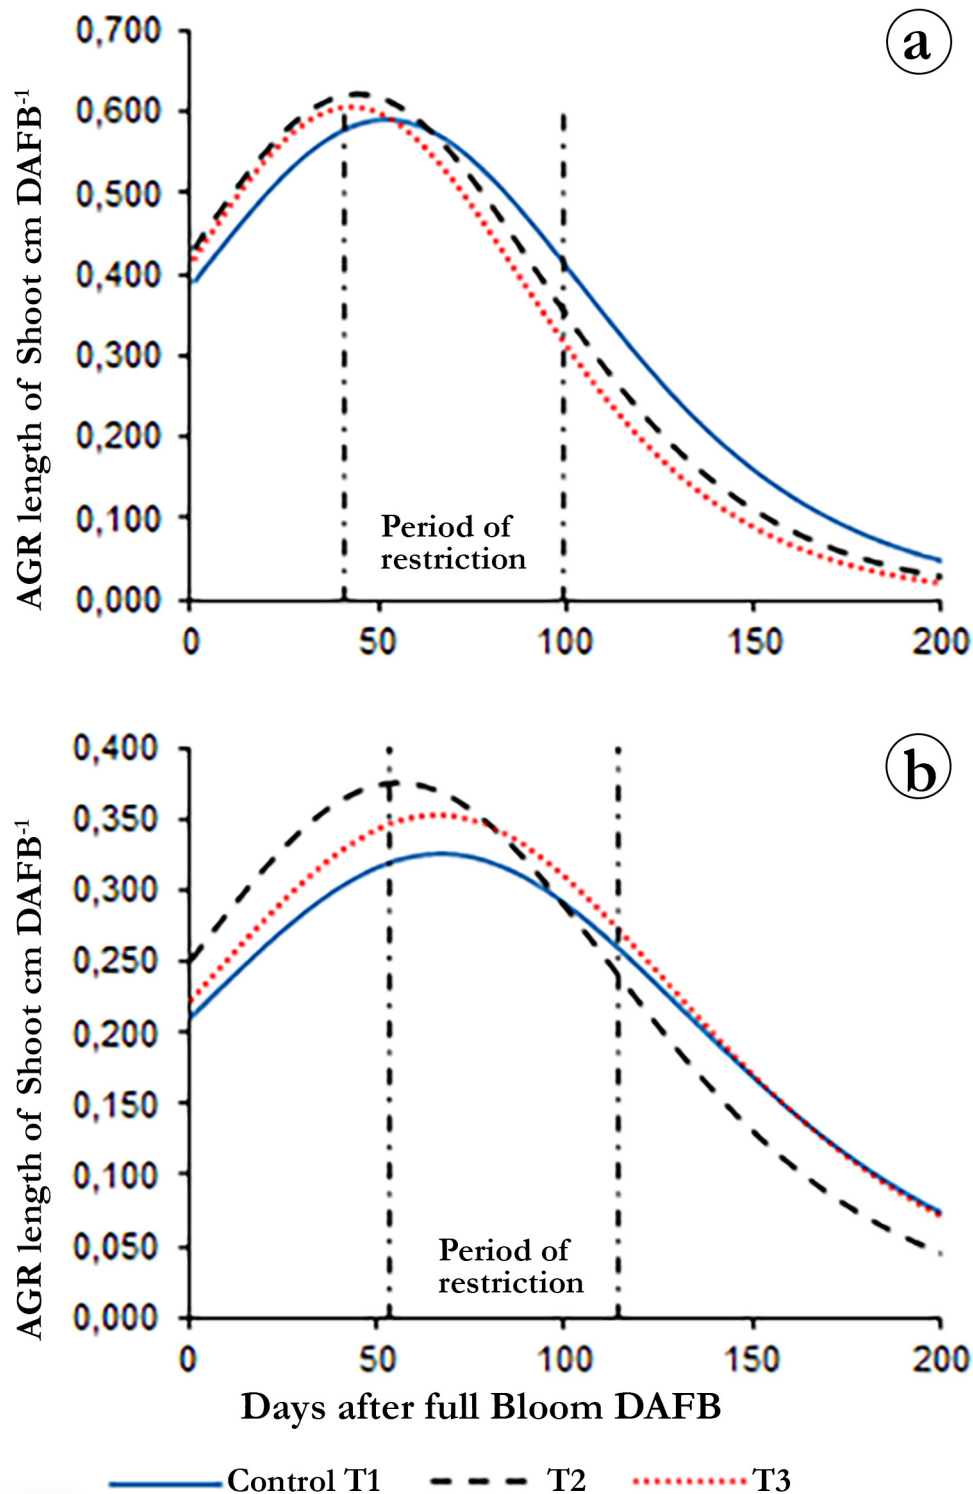 a
AGR length of Shoot cm DAFB-1
0,700
0,600
0,500
0,400
0,300
0,200
0,100
0,000
Period of
restriction
0 50 100 150 200
b
AGR length of Shoot cm DAFB-1
0,400
0,350
0,300
0,250
0,200
0,150
0,100
0,050
0,000
Period of
restriction
0 50 100 150 200
Days after full Bloom DAFB
Control T1 T2 T3